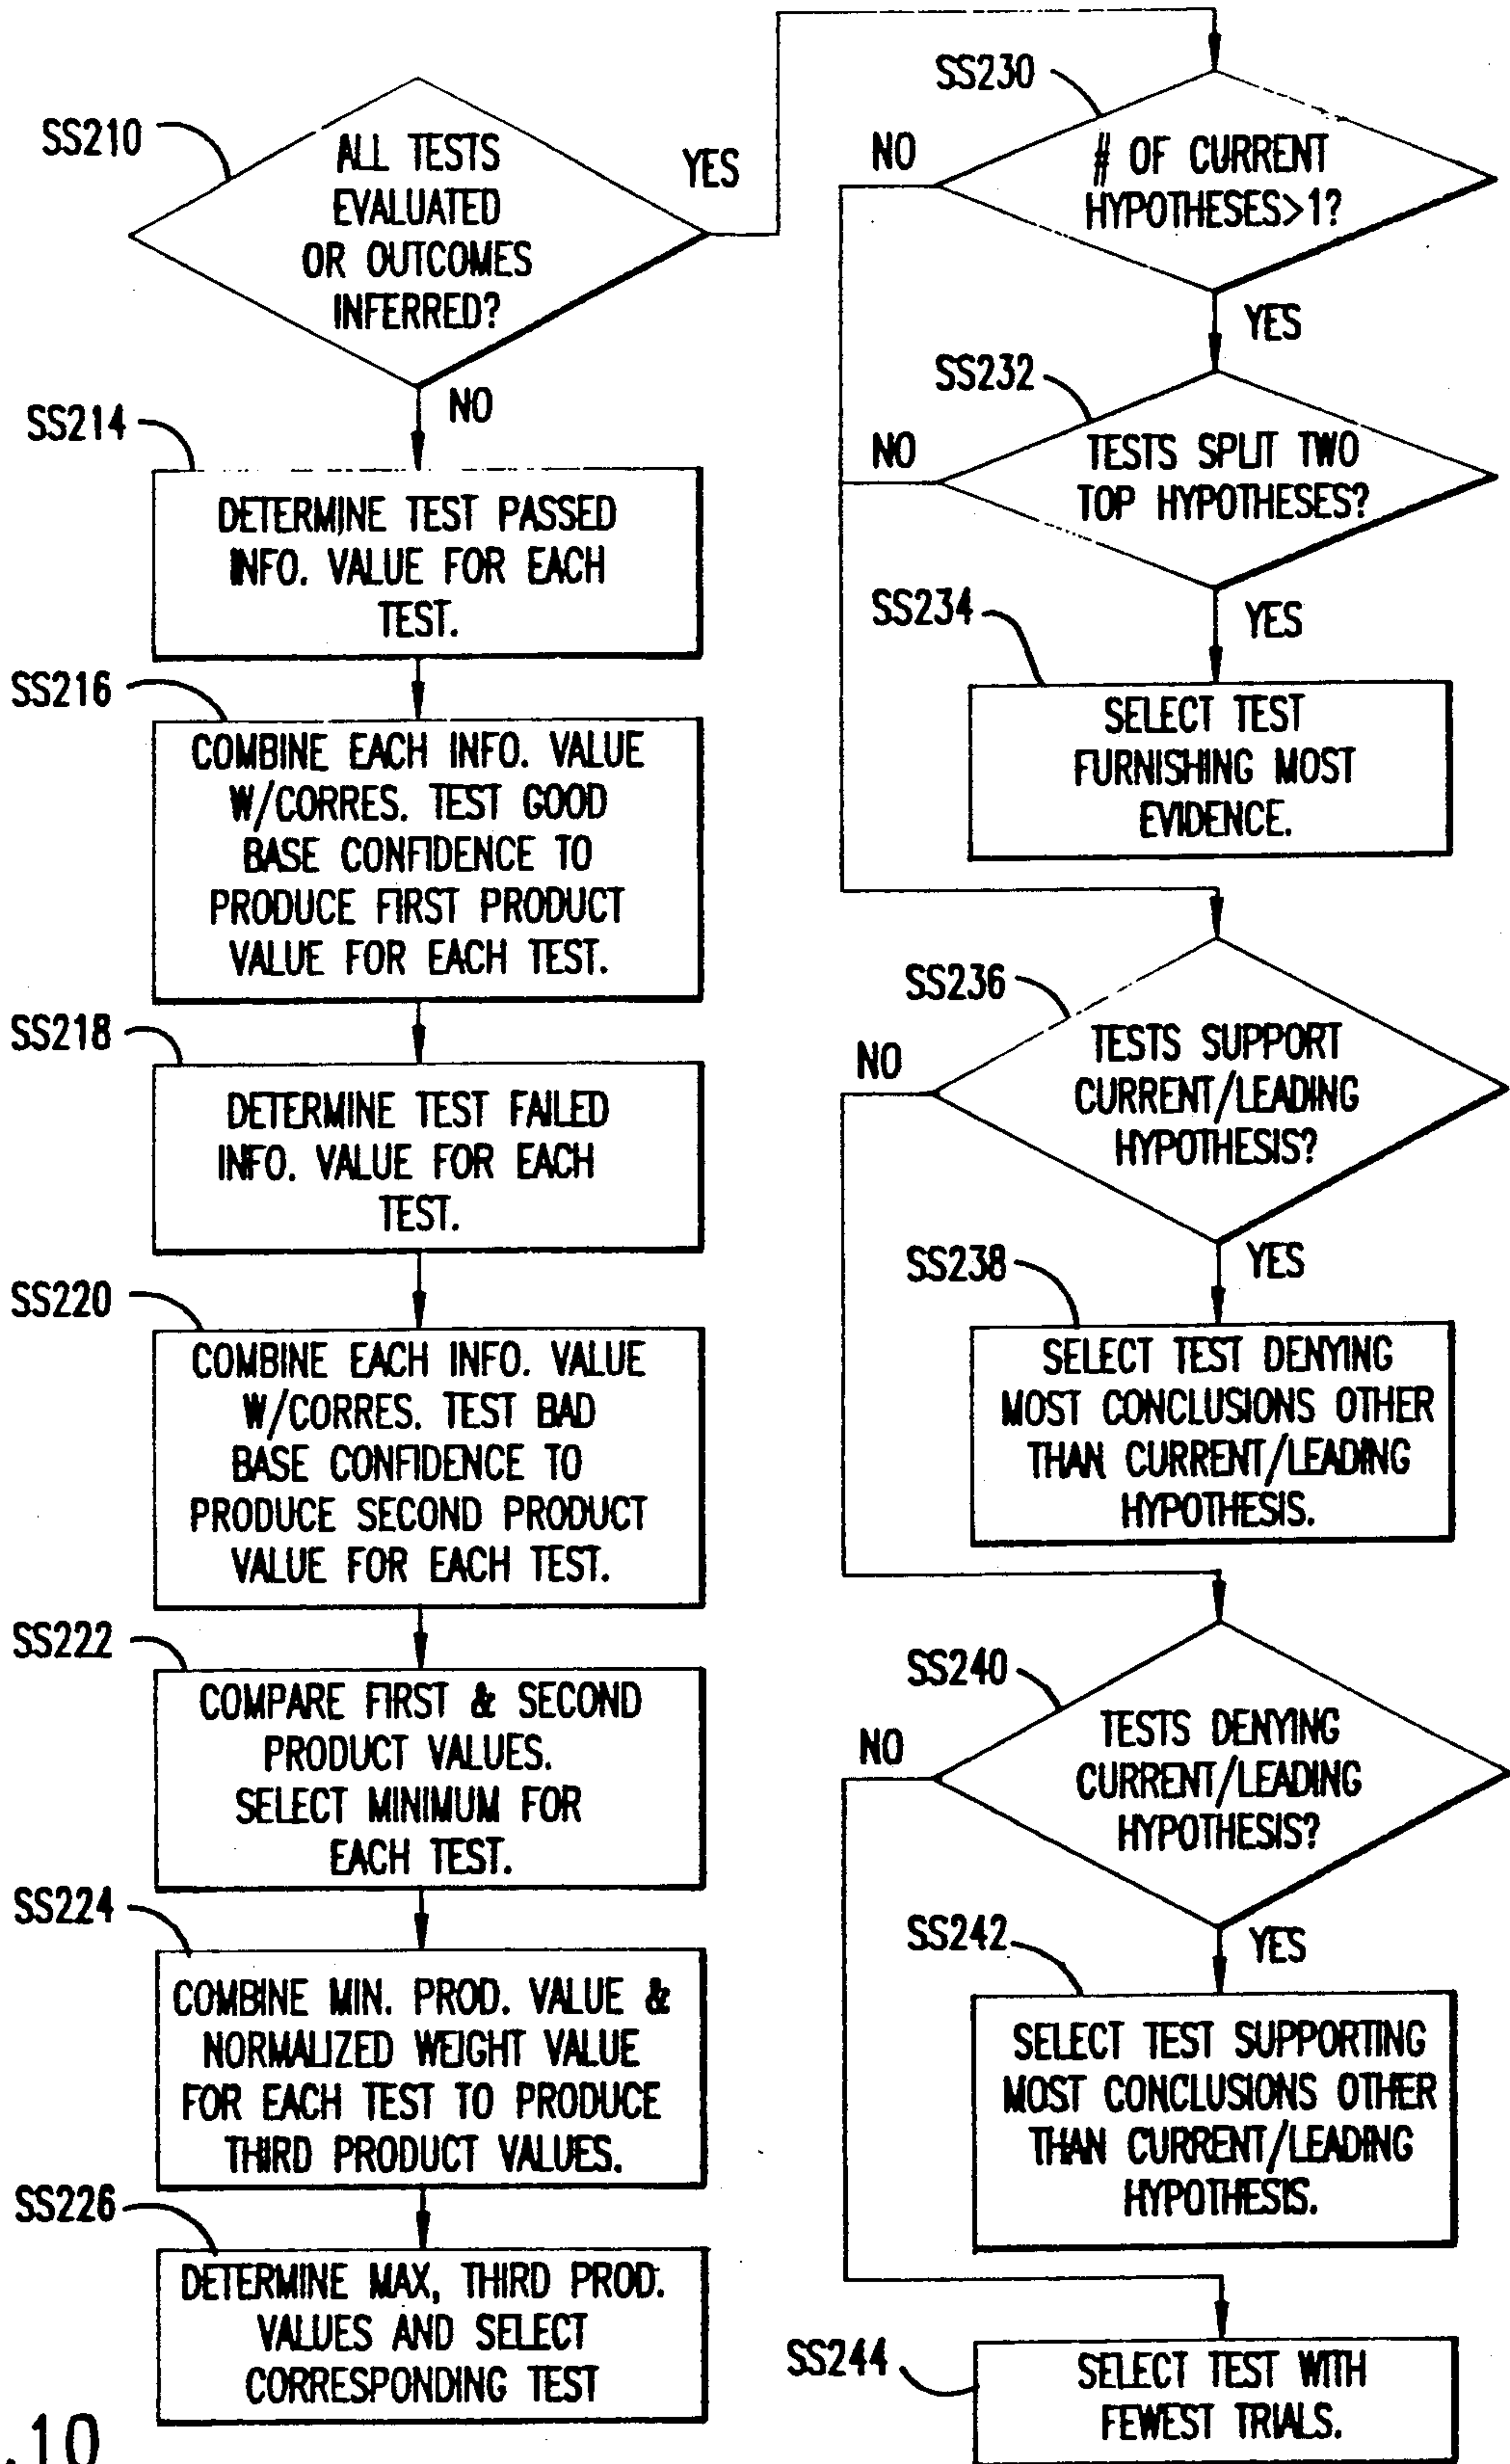 SS210
ALL TESTS
EVALUATED
OR OUTCOMES
INFERRED?
YES
NO
SS214
DETERMINE TEST PASSED
INFO. VALUE FOR EACH
TEST.
SS216
COMBINE EACH INFO. VALUE
W/CORRES. TEST GOOD
BASE CONFIDENCE TO
PRODUCE FIRST PRODUCT
VALUE FOR EACH TEST.
SS218
DETERMINE TEST FAILED
INFO. VALUE FOR EACH
TEST.
SS220
COMBINE EACH INFO. VALUE
W/CORRES. TEST BAD
BASE CONFIDENCE TO
PRODUCE SECOND PRODUCT
VALUE FOR EACH TEST.
SS222
COMPARE FIRST & SECOND
PRODUCT VALUES.
SELECT MINIMUM FOR
EACH TEST.
SS224
COMBINE MIN. PROD. VALUE &
NORMALIZED WEIGHT VALUE
FOR EACH TEST TO PRODUCE
THIRD PRODUCT VALUES.
SS226
DETERMINE MAX, THIRD PROD.
VALUES AND SELECT
CORRESPONDING TEST
SS230
# OF CURRENT
HYPOTHESES>1?
NO
YES
SS232
TESTS SPLIT TWO
TOP HYPOTHESES?
NO
YES
SS234
SELECT TEST
FURNISHING MOST
EVIDENCE.
SS236
TESTS SUPPORT
CURRENT/LEADING
HYPOTHESIS?
NO
YES
SS238
SELECT TEST DENYING
MOST CONCLUSIONS OTHER
THAN CURRENT/LEADING
HYPOTHESIS.
SS240
TESTS DENYING
CURRENT/LEADING
HYPOTHESIS?
NO
YES
SS242
SELECT TEST SUPPORTING
MOST CONCLUSIONS OTHER
THAN CURRENT/LEADING
HYPOTHESIS.
SS244
SELECT TEST WITH
FEWEST TRIALS.
.10